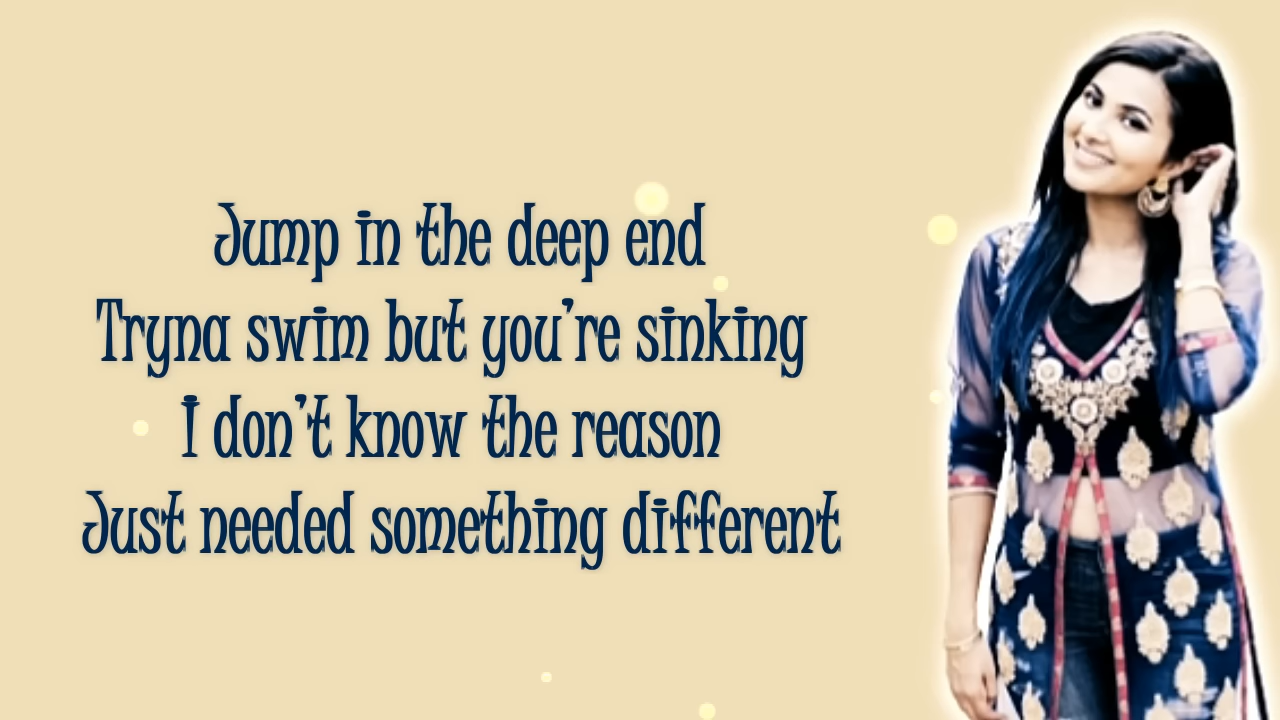 Jump in the deep end
Tryna swim but you're sinking
I don't know the reason
Just needed something different